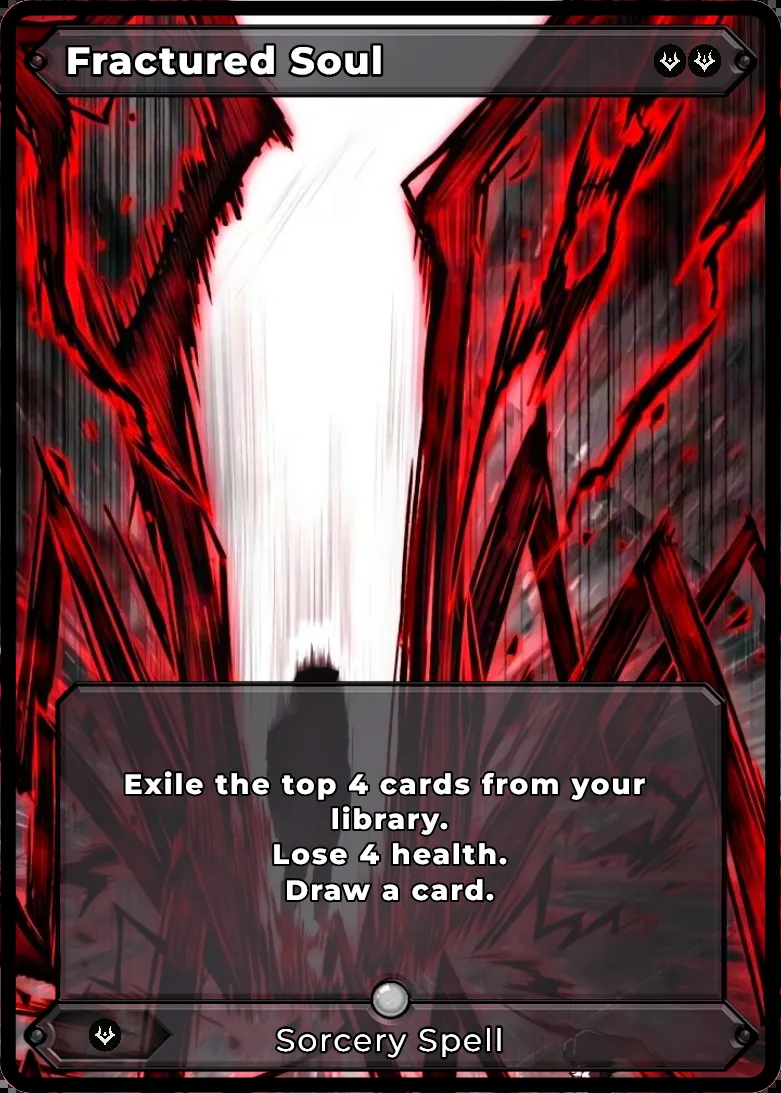 Fractured Soul
Exile the top 4 cards from your
library.
Lose 4 health.
Draw a card.
Sorcery Spell